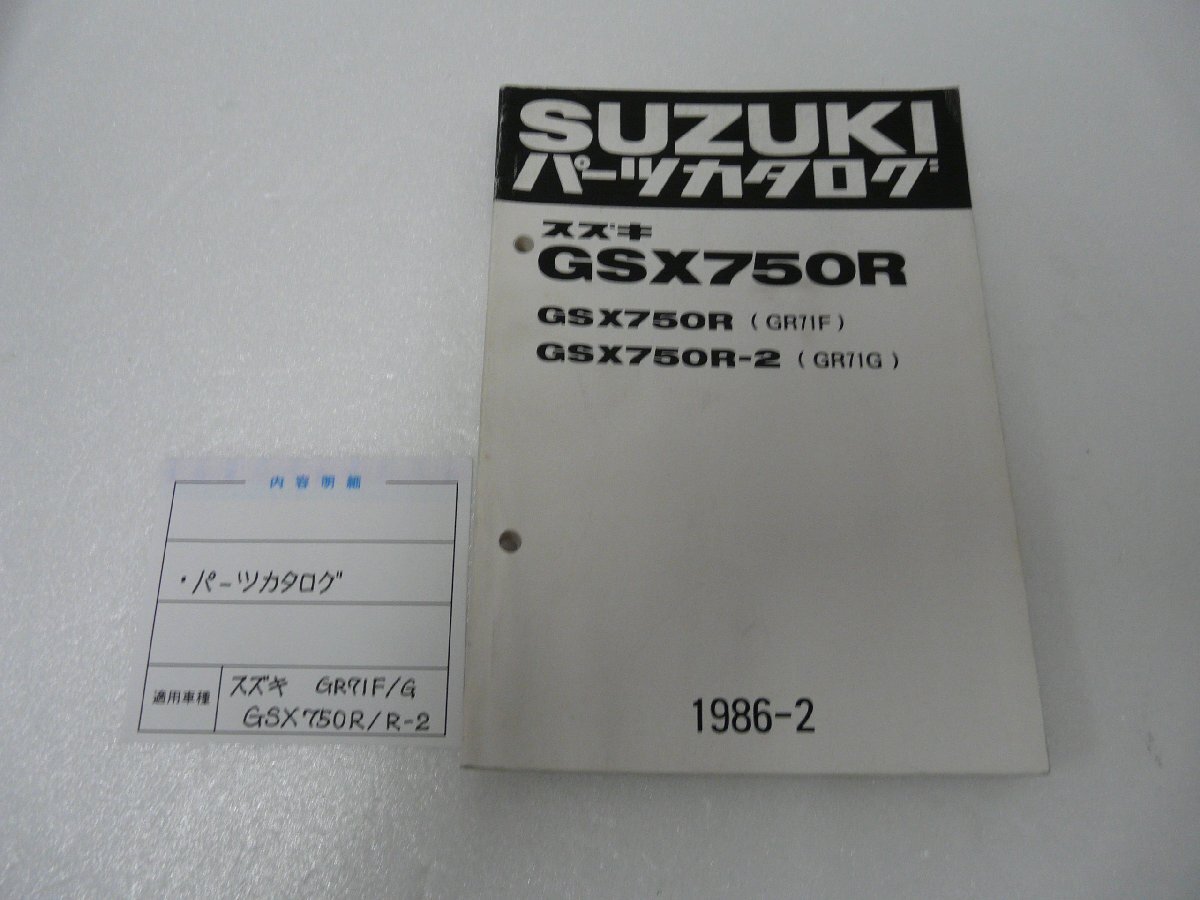 SUZUKI
パーツカタログ
スズキ
GSX750R
GSX750R (GR71F)
GSX750R-2 (GR71G)
1986-2
内容明細
・パーツカタログ
適用車種
スズキ GR71F/G
GSX750R/R-2